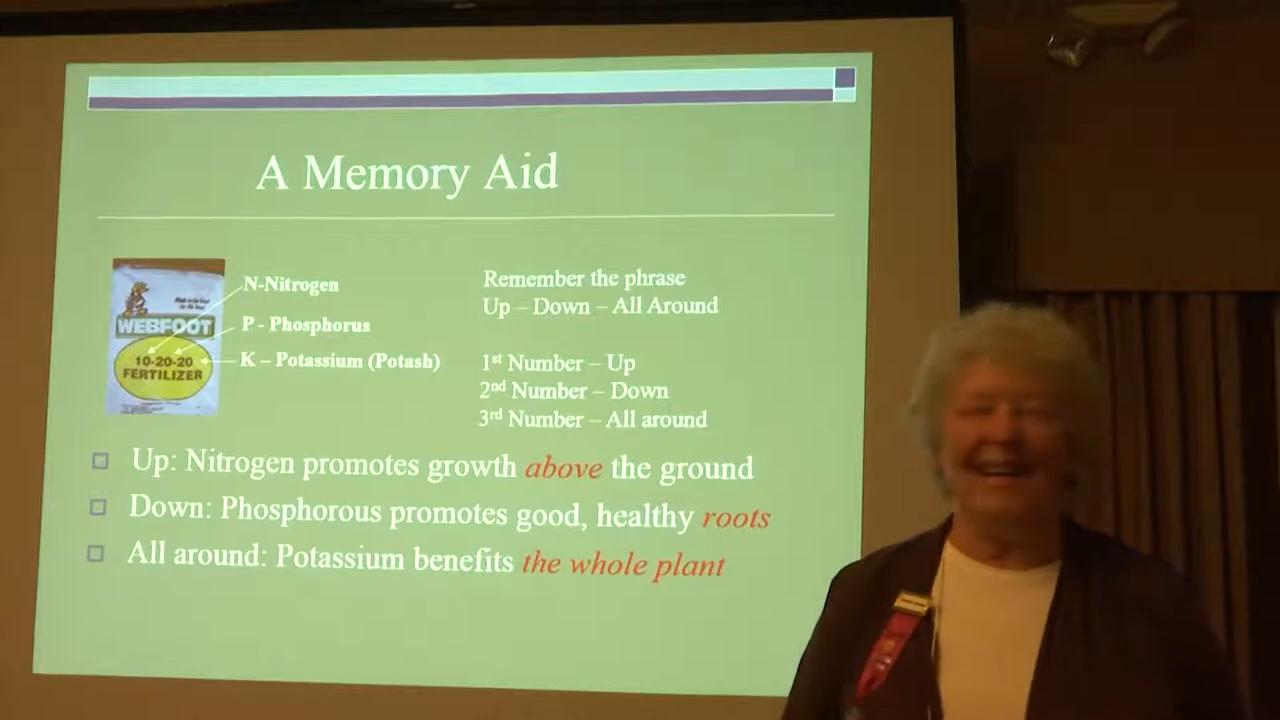 A Memory Aid
N-Nitrogen
P - Phosphorus
K – Potassium (Potash)
WEBFOOT
10-20-20
FERTILIZER
Remember the phrase
Up – Down – All Around
1st Number – Up
2nd Number – Down
3rd Number – All around
Up: Nitrogen promotes growth above the ground
Down: Phosphorous promotes good, healthy roots
All around: Potassium benefits the whole plant